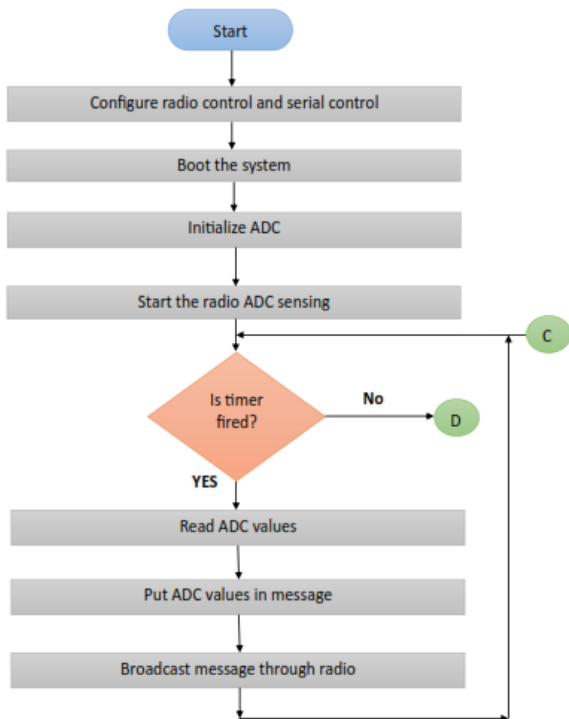 Start
Configure radio control and serial control
Boot the system
Initialize ADC
Start the radio ADC sensing
C
Is timer
fired?
No
D
YES
Read ADC values
Put ADC values in message
Broadcast message through radio